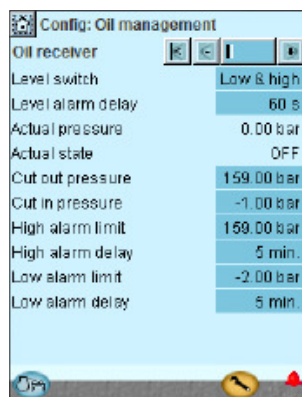 Config: Oil management
Oil receiver
Level switch Low & high
Level alarm delay 60 s
Actual pressure 0.00 bar
Actual state OFF
Cut out pressure 159.00 bar
Cut in pressure -1.00 bar
High alarm limit 159.00 bar
High alarm delay 5 min.
Low alarm limit -2.00 bar
Low alarm delay 5 min.